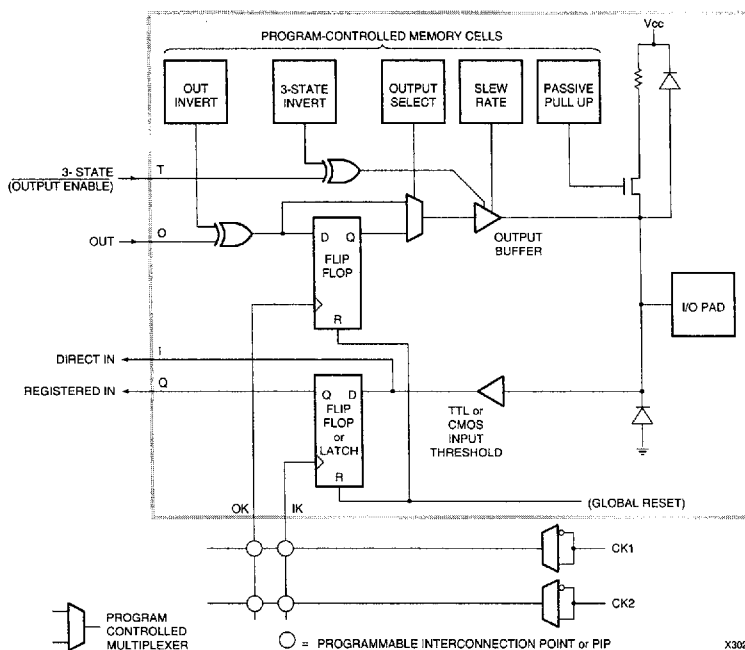 PROGRAM-CONTROLLED MEMORY CELLS
Vcc
OUT
INVERT
3-STATE
INVERT
OUTPUT
SELECT
SLEW
RATE
PASSIVE
PULL UP
3- STATE
(OUTPUT ENABLE)
T
OUT
O
D Q
FLIP
FLOP
R
OUTPUT
BUFFER
I/O PAD
DIRECT IN
I
REGISTERED IN
Q
Q D
FLIP
FLOP
or
LATCH
R
TTL or
CMOS
INPUT
THRESHOLD
OK
IK
(GLOBAL RESET)
CK1
CK2
PROGRAM
CONTROLLED
MULTIPLEXER
= PROGRAMMABLE INTERCONNECTION POINT or PIP
X302